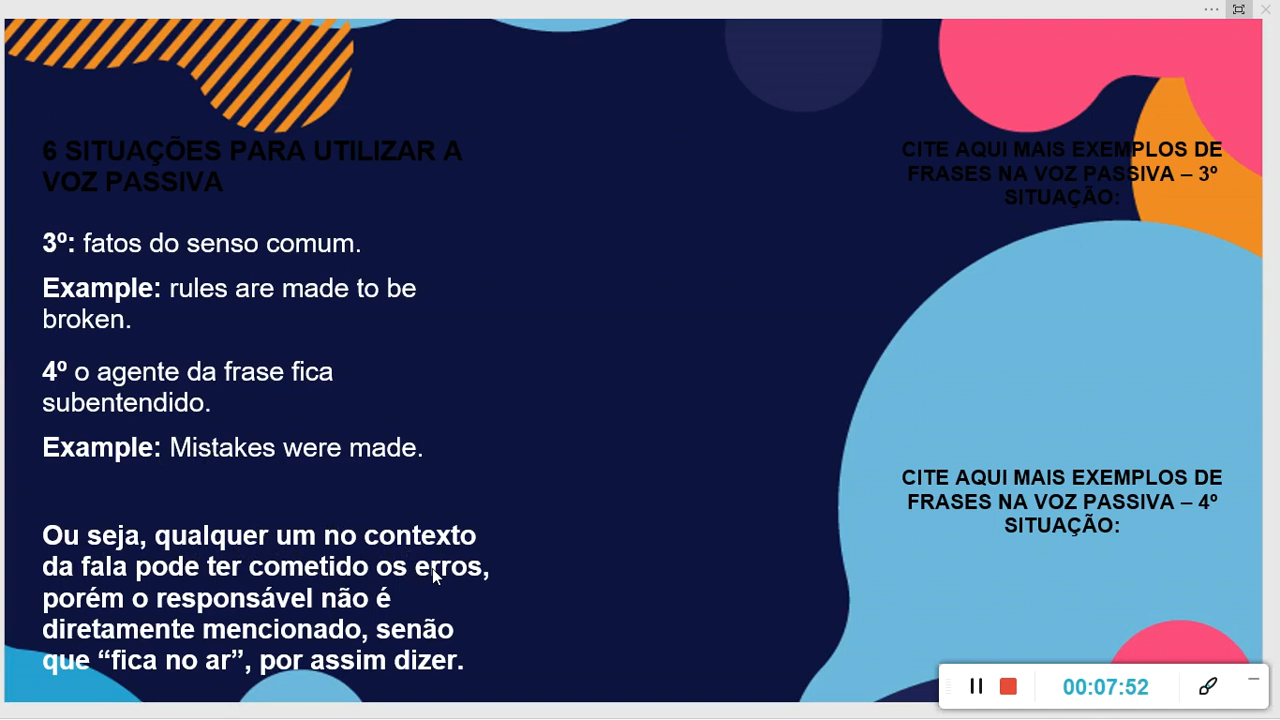 6 SITUAÇÕES PARA UTILIZAR A
VOZ PASSIVA
3º: fatos do senso comum.
Example: rules are made to be
broken.
4º o agente da frase fica
subentendido.
Example: Mistakes were made.
Ou seja, qualquer um no contexto
da fala pode ter cometido os erros,
porém o responsável não é
diretamente mencionado, senão
que “fica no ar”, por assim dizer.
CITE AQUI MAIS EXEMPLOS DE
FRASES NA VOZ PASSIVA – 3º
SITUAÇÃO:
CITE AQUI MAIS EXEMPLOS DE
FRASES NA VOZ PASSIVA – 4º
SITUAÇÃO:
00:07:52